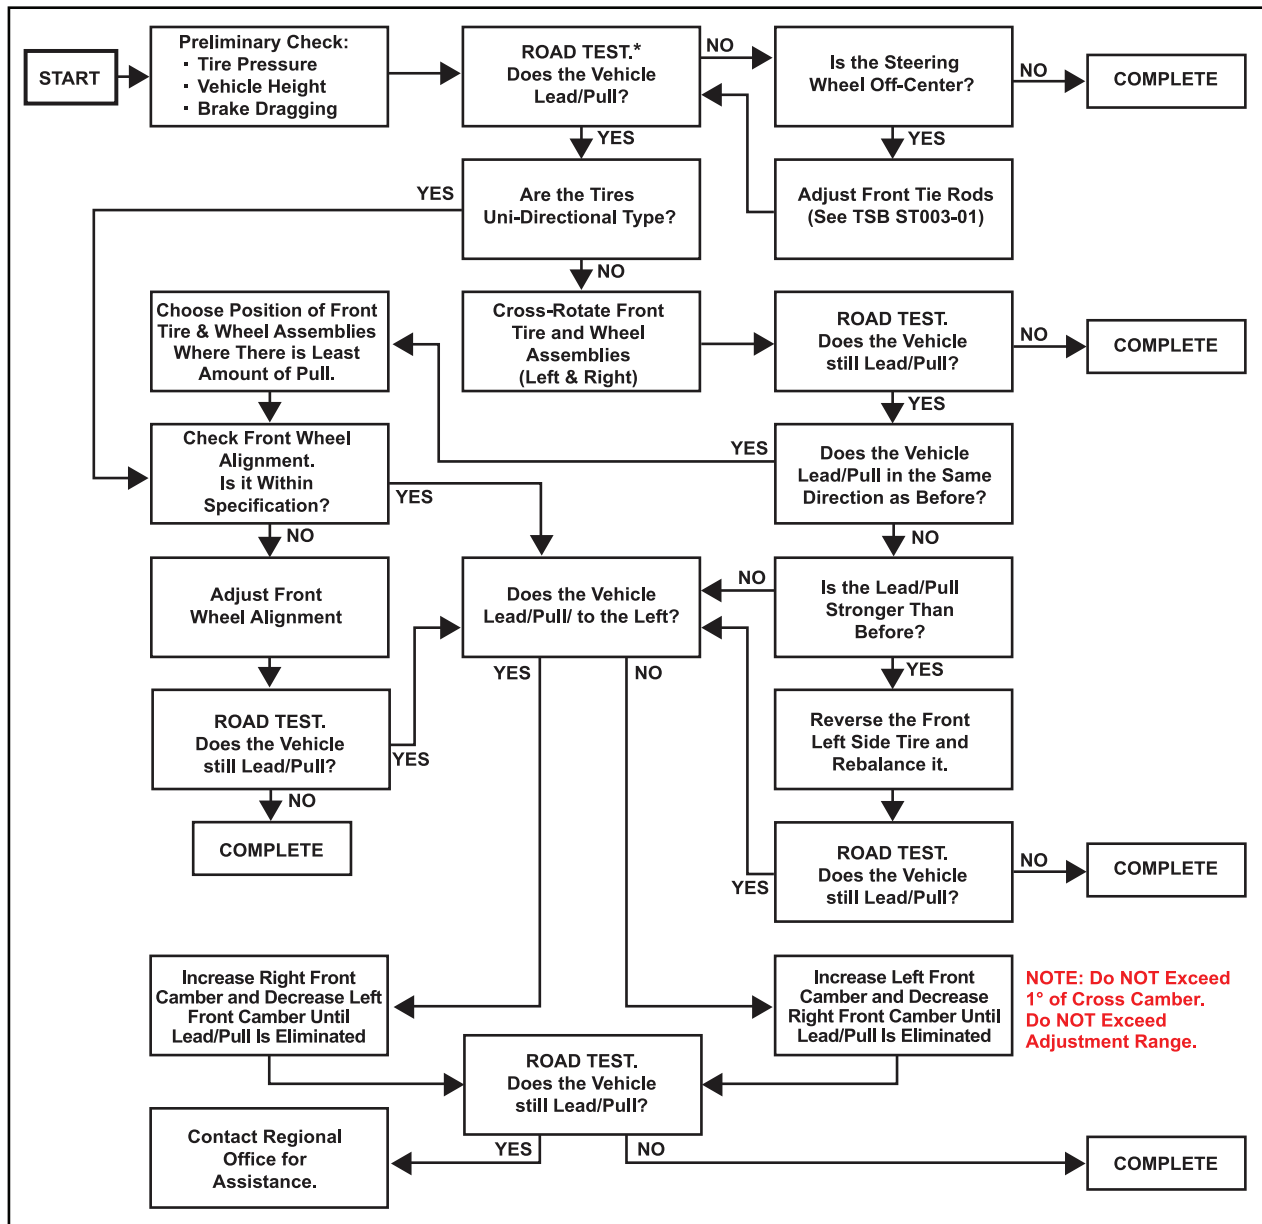 START
Preliminary Check:
· Tire Pressure
· Vehicle Height
· Brake Dragging
ROAD TEST.*
Does the Vehicle
Lead/Pull?
NO
Is the Steering
Wheel Off-Center?
NO
COMPLETE
YES
YES
YES
Are the Tires
Uni-Directional Type?
Adjust Front Tie Rods
(See TSB ST003-01)
NO
Choose Position of Front
Tire & Wheel Assemblies
Where There is Least
Amount of Pull.
Cross-Rotate Front
Tire and Wheel
Assemblies
(Left & Right)
ROAD TEST.
Does the Vehicle
still Lead/Pull?
NO
COMPLETE
YES
Check Front Wheel
Alignment.
Is it Within
Specification?
YES
YES
Does the Vehicle
Lead/Pull in the Same
Direction as Before?
NO
NO
Adjust Front
Wheel Alignment
Does the Vehicle
Lead/Pull/ to the Left?
NO
Is the Lead/Pull
Stronger Than
Before?
YES
NO
YES
ROAD TEST.
Does the Vehicle
still Lead/Pull?
YES
Reverse the Front
Left Side Tire and
Rebalance it.
NO
COMPLETE
YES
ROAD TEST.
Does the Vehicle
still Lead/Pull?
NO
COMPLETE
Increase Right Front
Camber and Decrease Left
Front Camber Until
Lead/Pull Is Eliminated
Increase Left Front
Camber and Decrease
Right Front Camber Until
Lead/Pull Is Eliminated
NOTE: Do NOT Exceed
1° of Cross Camber.
Do NOT Exceed
Adjustment Range.
ROAD TEST.
Does the Vehicle
still Lead/Pull?
Contact Regional
Office for
Assistance.
YES
NO
COMPLETE